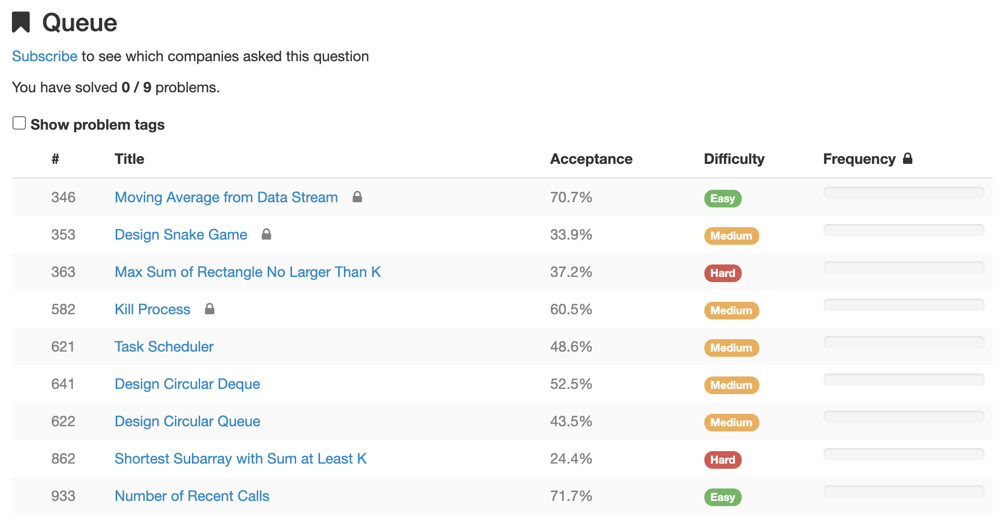 Queue
Subscribe to see which companies asked this question
You have solved 0 / 9 problems.
Show problem tags
# Title Acceptance Difficulty Frequency
346 Moving Average from Data Stream 70.7% Easy
353 Design Snake Game 33.9% Medium
363 Max Sum of Rectangle No Larger Than K 37.2% Hard
582 Kill Process 60.5% Medium
621 Task Scheduler 48.6% Medium
641 Design Circular Deque 52.5% Medium
622 Design Circular Queue 43.5% Medium
862 Shortest Subarray with Sum at Least K 24.4% Hard
933 Number of Recent Calls 71.7% Easy